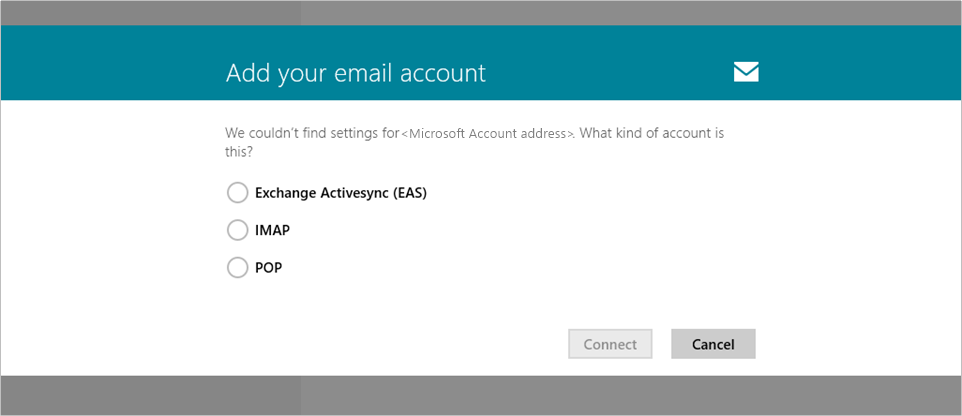 Add your email account
We couldn't find settings for<Microsoft Account address>. What kind of account is
this?
Exchange Activesync (EAS)
IMAP
POP
Connect Cancel